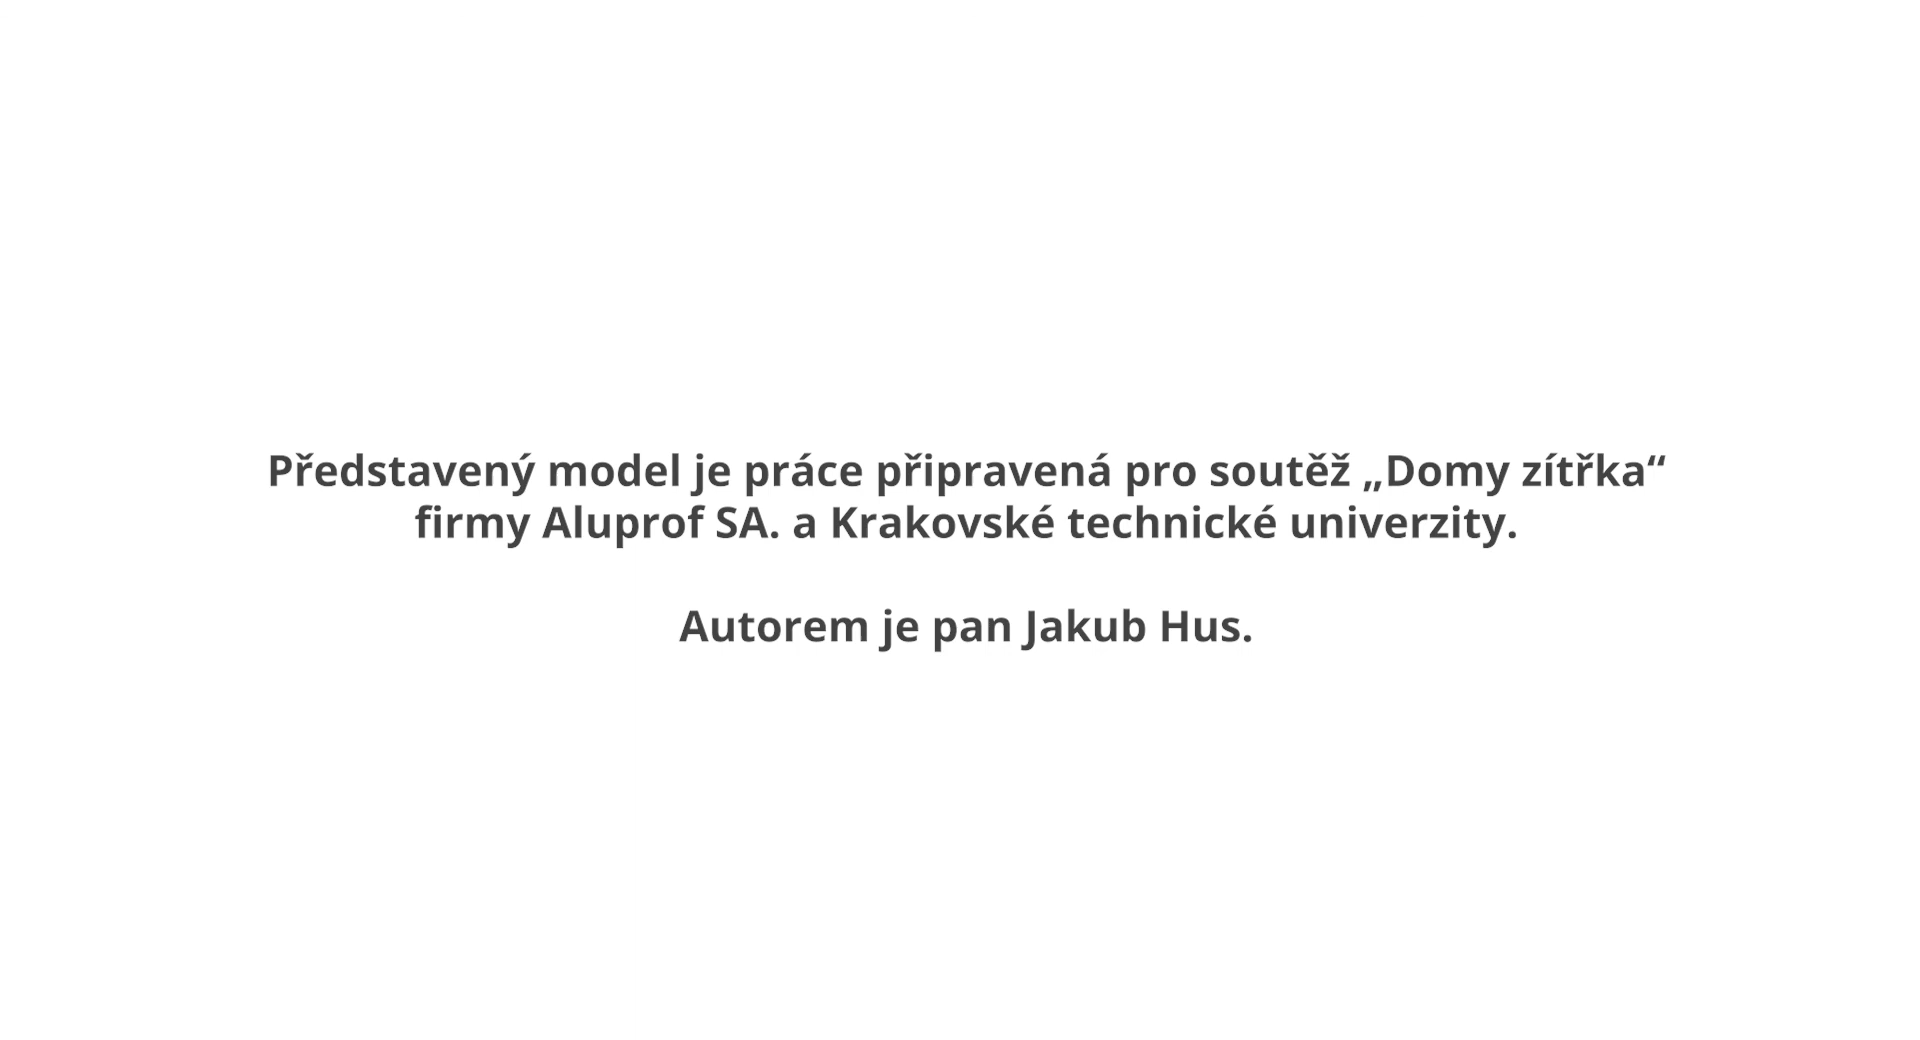 Představený model je práce připravená pro soutěž „Domy zítřka“
firmy Aluprof SA. a Krakovské technické univerzity.
Autorem je pan Jakub Hus.